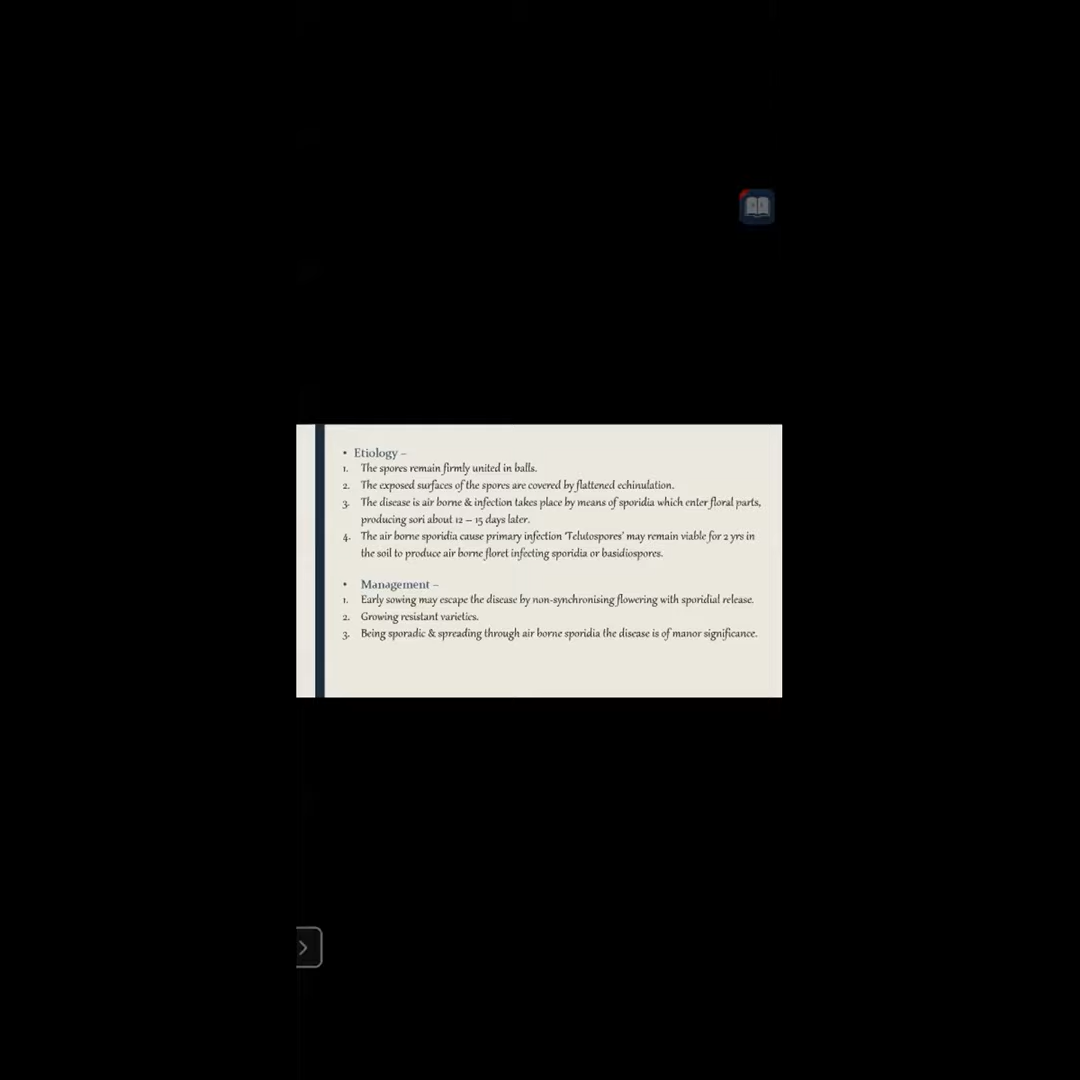 • Etiology –
1. The spores remain firmly united in balls.
2. The exposed surfaces of the spores are covered by flattened echinulation.
3. The disease is air borne & infection takes place by means of sporidia which enter floral parts,
producing sori about 12 – 15 days later.
4. The air borne sporidia cause primary infection 'Telutospores' may remain viable for 2 yrs in
the soil to produce air borne floret infecting sporidia or basidiospores.
• Management –
1. Early sowing may escape the disease by non-synchronising flowering with sporidial release.
2. Growing resistant varieties.
3. Being sporadic & spreading through air borne sporidia the disease is of manor significance.